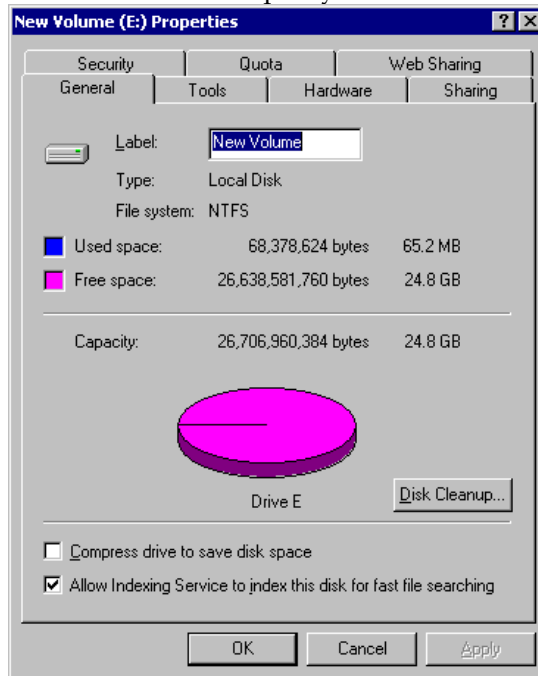 New Volume (E:) Properties
Security Quota Web Sharing
General Tools Hardware Sharing
Label: New Volume
Type: Local Disk
File system: NTFS
Used space: 68,378,624 bytes 65.2 MB
Free space: 26,638,581,760 bytes 24.8 GB
Capacity: 26,706,960,384 bytes 24.8 GB
Drive E
Disk Cleanup...
Compress drive to save disk space
Allow Indexing Service to index this disk for fast file searching
OK Cancel Apply